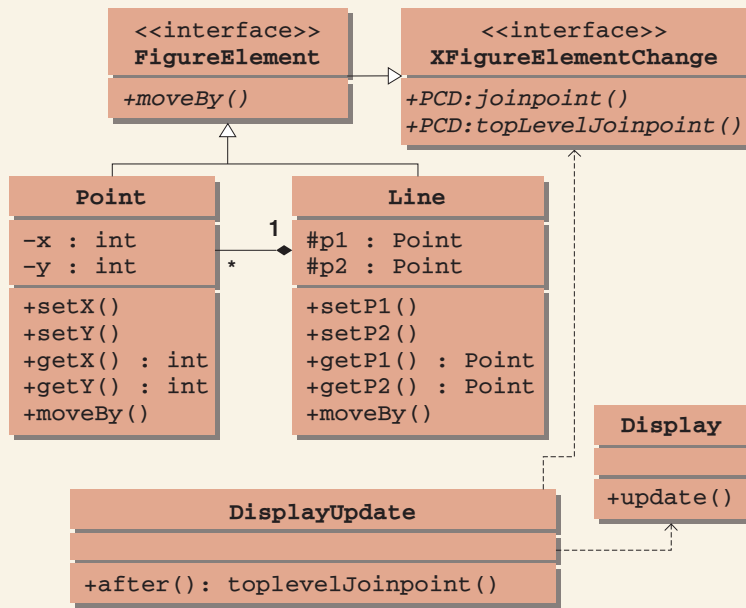 <<interface>>
FigureElement
+moveBy()
<<interface>>
XFigureElementChange
+PCD:joinpoint()
+PCD:topLevelJoinpoint()
Point
-x : int
-y : int
+setX()
+setY()
+getX() : int
+getY() : int
+moveBy()
1
*
Line
#p1 : Point
#p2 : Point
+setP1()
+setP2()
+getP1() : Point
+getP2() : Point
+moveBy()
Display
+update()
DisplayUpdate
+after(): toplevelJoinpoint()